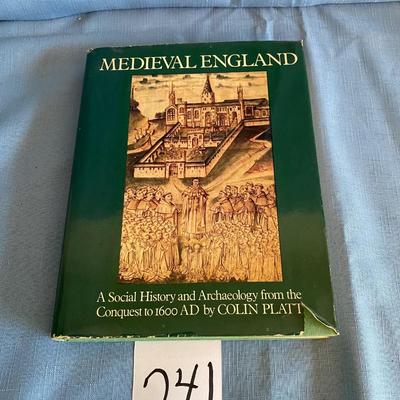 MEDIEVAL ENGLAND
A Social History and Archaeology from the
Conquest to 1600 AD by COLIN PLATT
241